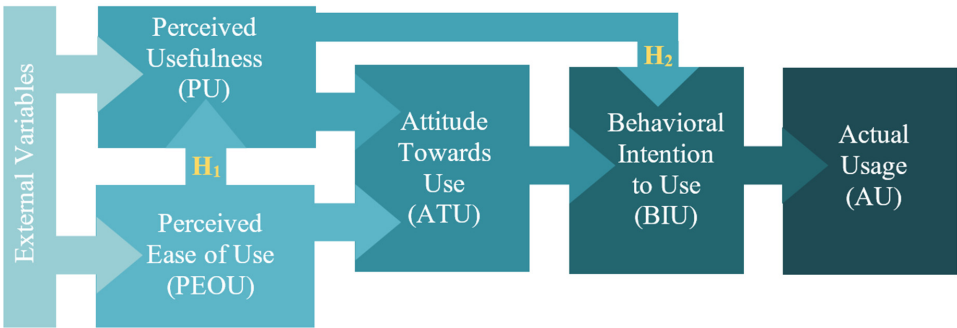 External Variables
Perceived
Usefulness
(PU)
H1
Perceived
Ease of Use
(PEOU)
Attitude
Towards
Use
(ATU)
H2
Behavioral
Intention
to Use
(BIU)
Actual
Usage
(AU)